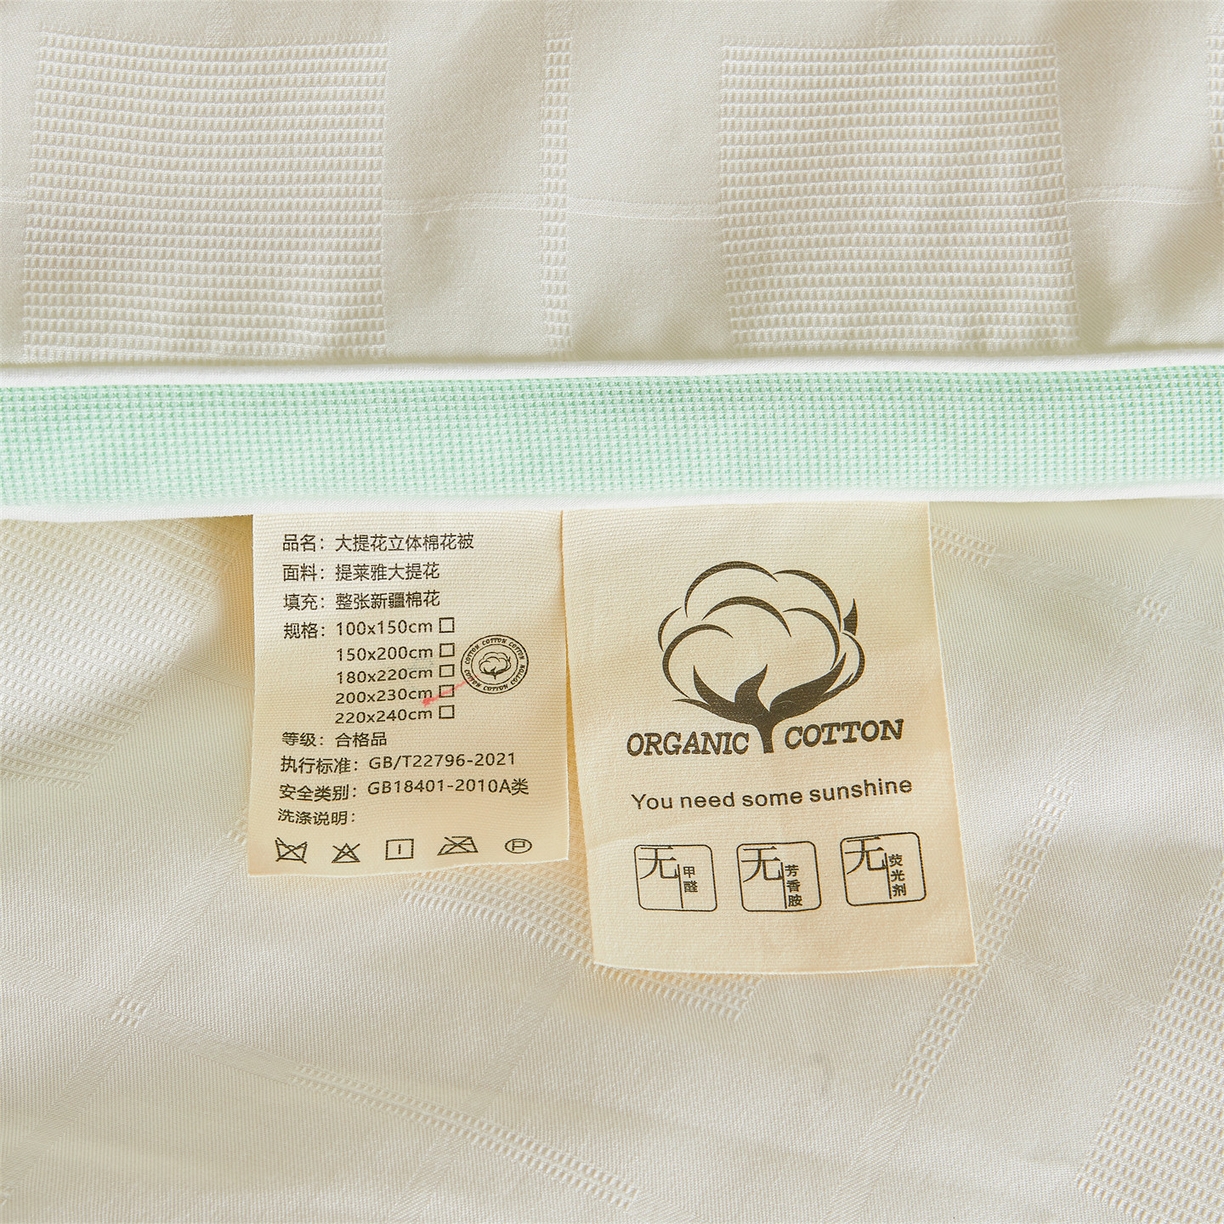 品名：大提花立体棉花被
面料：提莱雅大提花
填充：整张新疆棉花
规格：100x150cm
150x200cm
180x220cm
200x230cm
220x240cm
COTTON COTTON COTTON COTTON
等级：合格品
执行标准：GB/T22796-2021
安全类别：GB18401-2010A类
洗涤说明：
P
ORGANIC COTTON
You need some sunshine
无甲醛
无芳香胺
无荧光剂